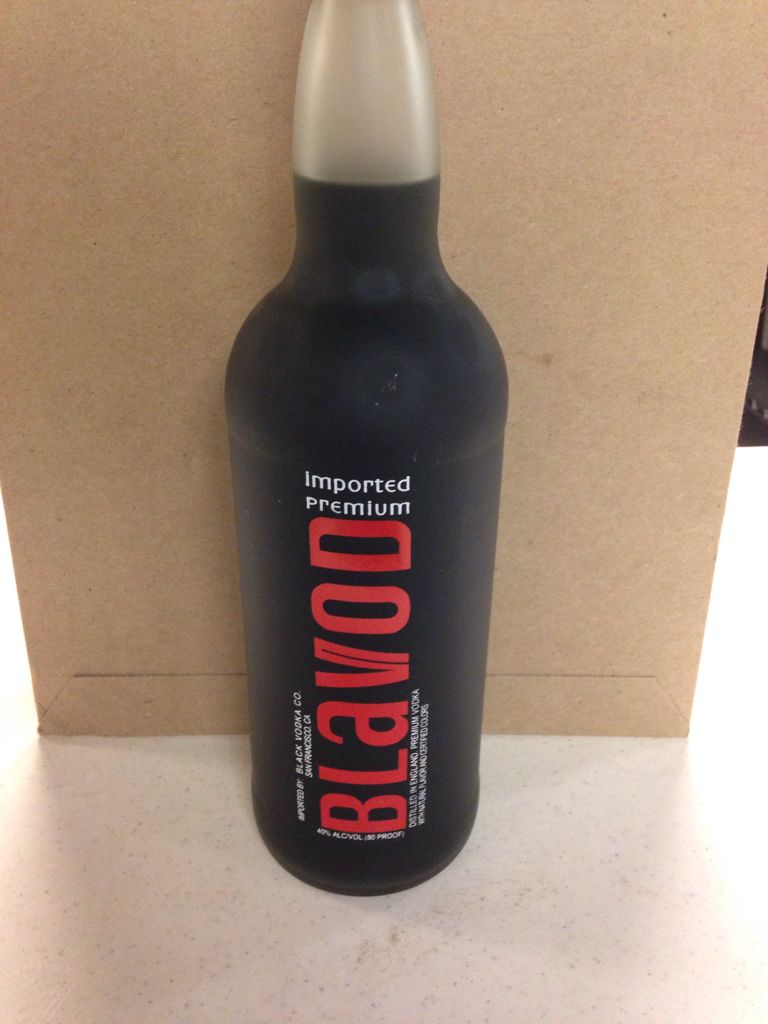 imported
premium
BLaVOD
IMPORTED BY: BLACK VODKA CO.
SAN FRANCISCO, CA
DISTILLED IN ENGLAND. PREMIUM VODKA
WITH NATURAL FLAVOR AND CERTIFIED COLORS
40% ALC/VOL (80 PROOF)